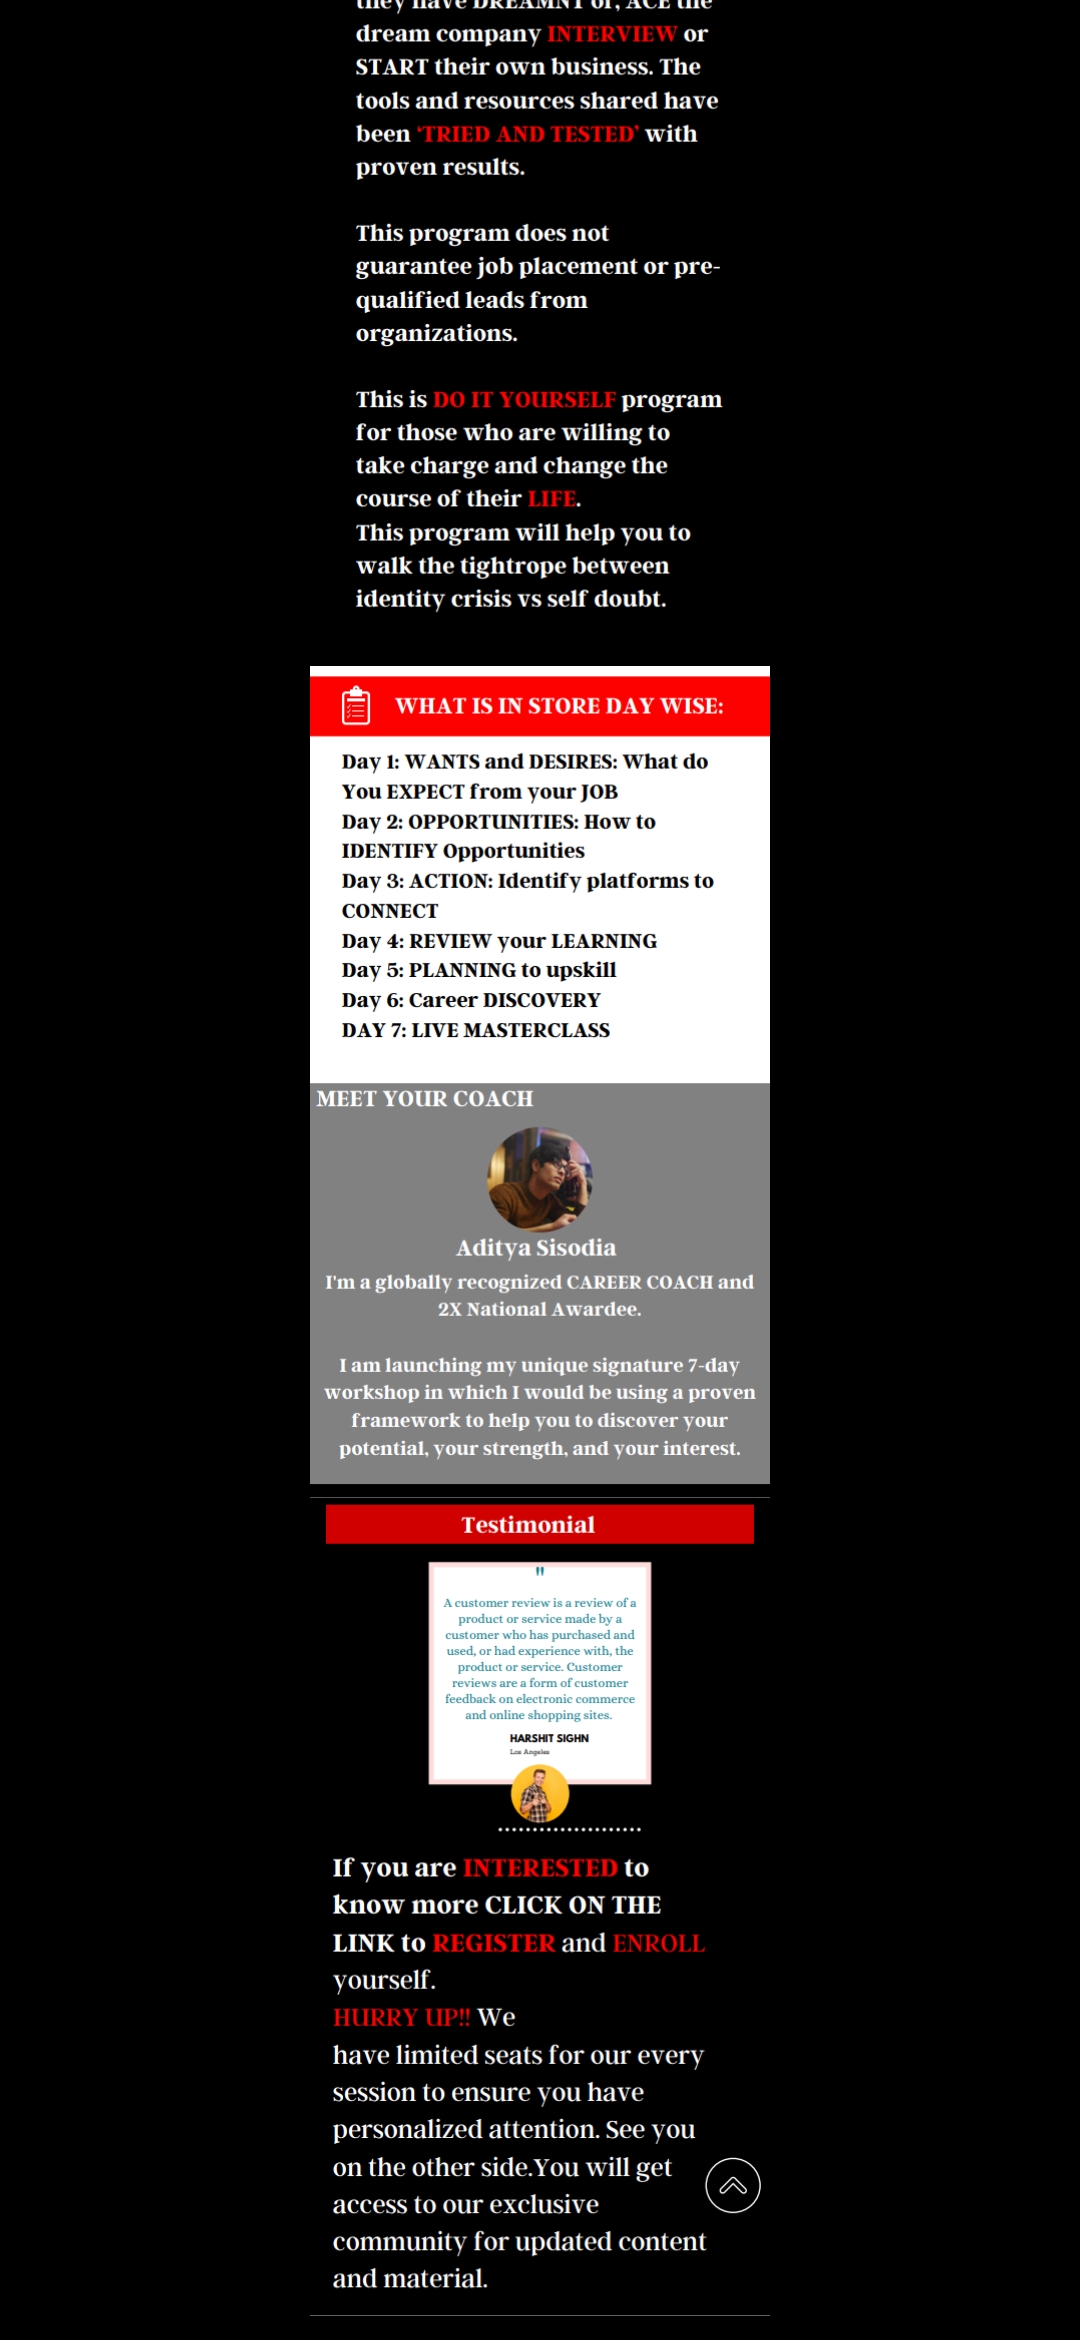 they have DREAMNT of, ACE the
dream company INTERVIEW or
START their own business. The
tools and resources shared have
been ‘TRIED AND TESTED’ with
proven results.
This program does not
guarantee job placement or pre-
qualified leads from
organizations.
This is DO IT YOURSELF program
for those who are willing to
take charge and change the
course of their LIFE.
This program will help you to
walk the tightrope between
identity crisis vs self doubt.
WHAT IS IN STORE DAY WISE:
Day 1: WANTS and DESIRES: What do
You EXPECT from your JOB
Day 2: OPPORTUNITIES: How to
IDENTIFY Opportunities
Day 3: ACTION: Identify platforms to
CONNECT
Day 4: REVIEW your LEARNING
Day 5: PLANNING to upskill
Day 6: Career DISCOVERY
DAY 7: LIVE MASTERCLASS
MEET YOUR COACH
Aditya Sisodia
I'm a globally recognized CAREER COACH and
2X National Awardee.
I am launching my unique signature 7-day
workshop in which I would be using a proven
framework to help you to discover your
potential, your strength, and your interest.
Testimonial
"
A customer review is a review of a
product or service made by a
customer who has purchased and
used, or had experience with, the
product or service. Customer
reviews are a form of customer
feedback on electronic commerce
and online shopping sites.
HARSHIT SIGHN
Los Angeles
If you are INTERESTED to
know more CLICK ON THE
LINK to REGISTER and ENROLL
yourself.
HURRY UP!! We
have limited seats for our every
session to ensure you have
personalized attention. See you
on the other side.You will get
access to our exclusive
community for updated content
and material.